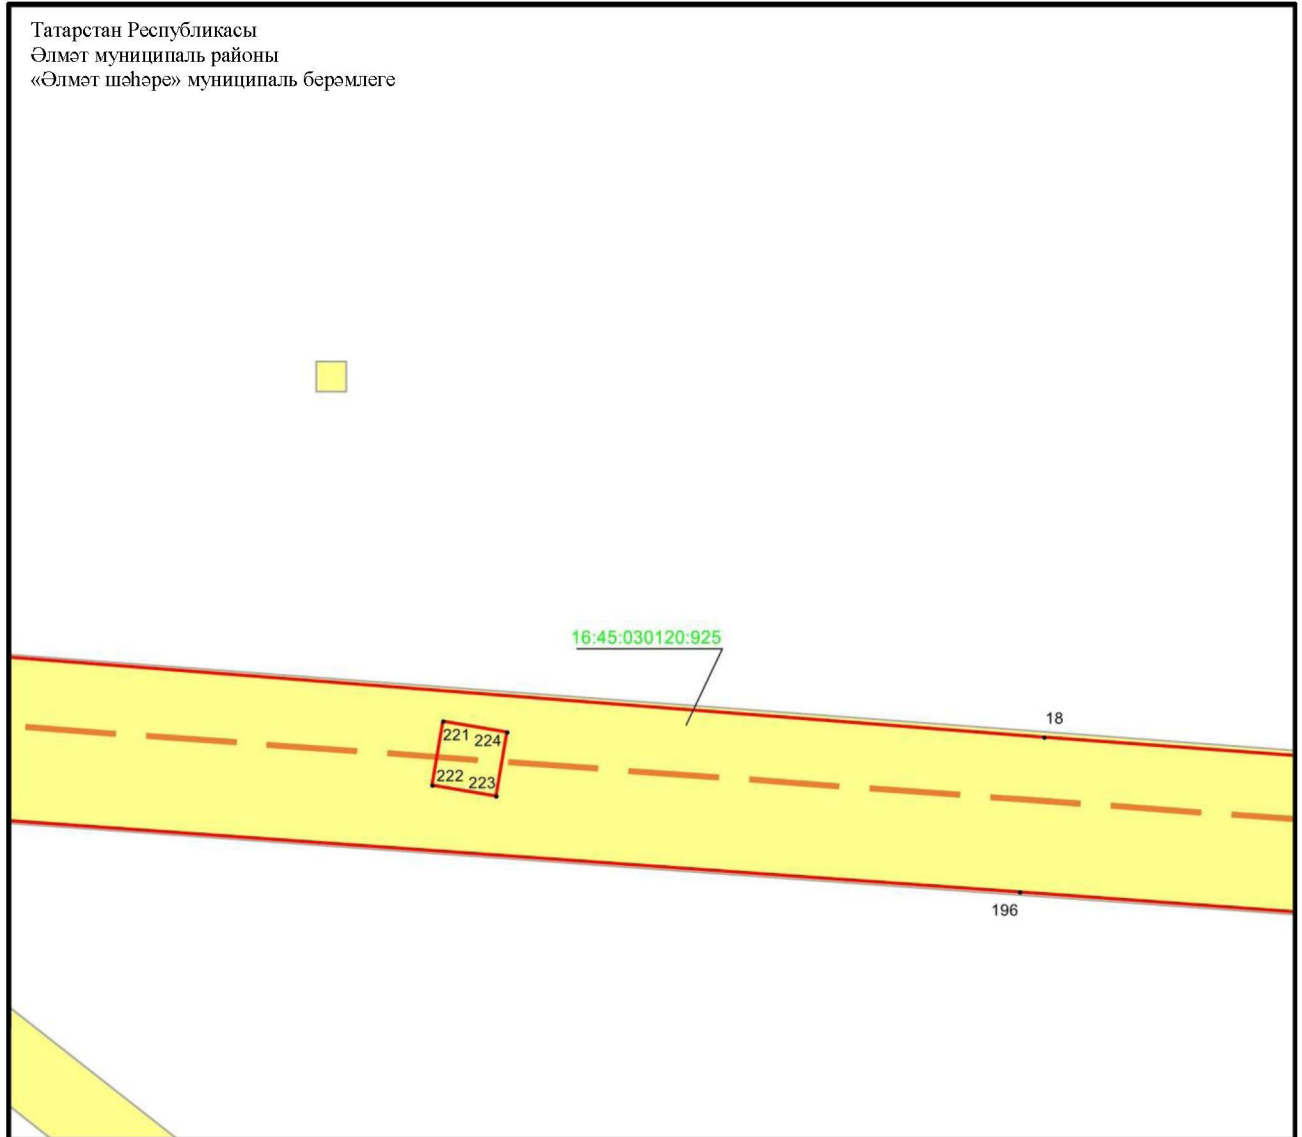 Татарстан Республикасы
Әлмәт муниципаль районы
«Әлмәт шәһәре» муниципаль берәмлеге
16:45:030120:925
18
221 224
222 223
196